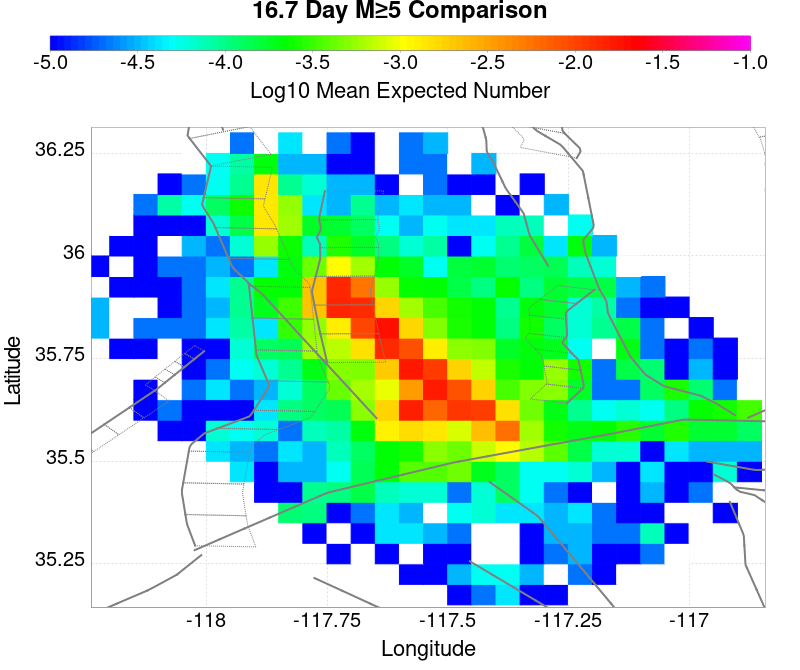 16.7 Day M≥5 Comparison
-5.0 -4.5 -4.0 -3.5 -3.0 -2.5 -2.0 -1.5 -1.0
Log10 Mean Expected Number
36.25
36
35.75
35.5
35.25
Latitude
-118 -117.75 -117.5 -117.25 -117
Longitude